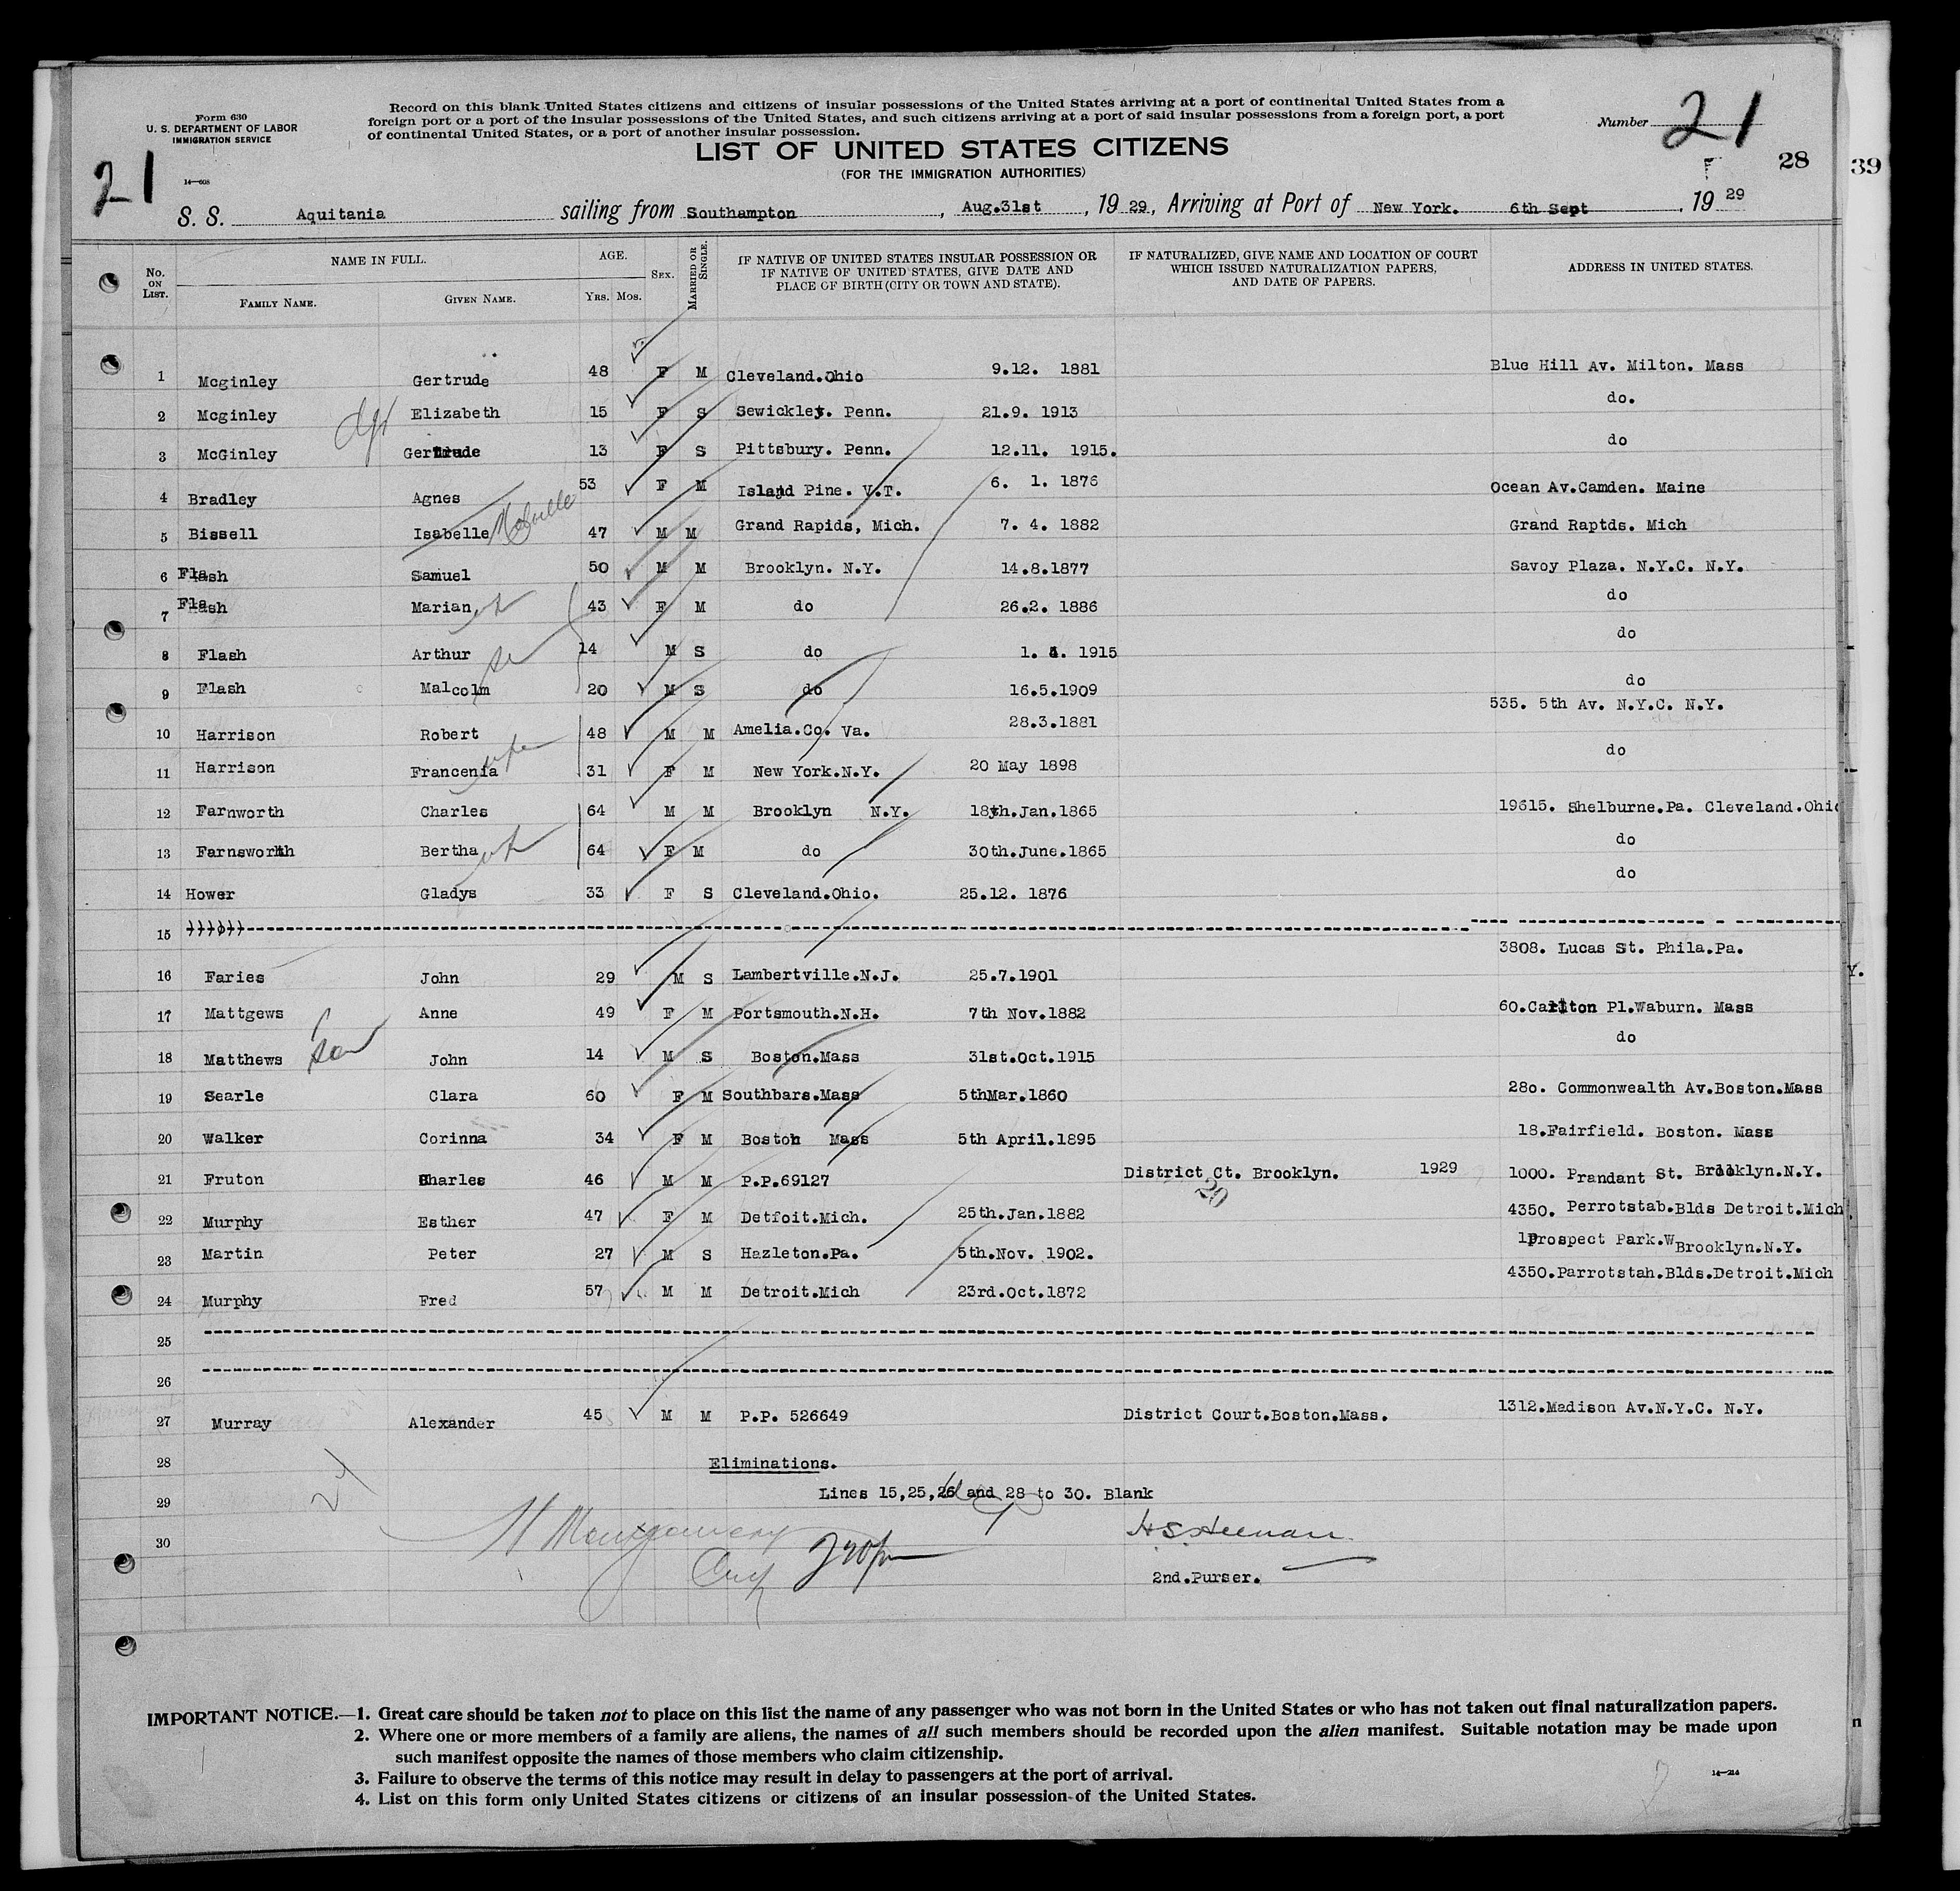 Form 630
U. S. DEPARTMENT OF LABOR
IMMIGRATION SERVICE
14—608
Record on this blank United States citizens and citizens of insular possessions of the United States arriving at a port of continental United States from a
foreign port or a port of the insular possessions of the United States, and such citizens arriving at a port of said insular possessions from a foreign port, a port
of continental United States, or a port of another insular possession.
Number 21
21
28
39
LIST OF UNITED STATES CITIZENS
(FOR THE IMMIGRATION AUTHORITIES)
S. S. Aquitania sailing from Southampton, Aug.31st, 19 29, Arriving at Port of New York. 6th Sept, 19 29
No. ON LIST.
NAME IN FULL.
FAMILY NAME. GIVEN NAME.
AGE.
YRS. MOS.
SEX.
MARRIED OR SINGLE.
IF NATIVE OF UNITED STATES INSULAR POSSESSION OR
IF NATIVE OF UNITED STATES, GIVE DATE AND
PLACE OF BIRTH (CITY OR TOWN AND STATE).
IF NATURALIZED, GIVE NAME AND LOCATION OF COURT
WHICH ISSUED NATURALIZATION PAPERS,
AND DATE OF PAPERS.
ADDRESS IN UNITED STATES.
1 Mcginley Gertrude 48 F M Cleveland.Ohio 9.12. 1881 Blue Hill Av. Milton. Mass
2 Mcginley Elizabeth 15 F S Sewickley. Penn. 21.9. 1913 do.
3 McGinley dgt Gertrude 13 F S Pittsbury. Penn. 12.11. 1915. do
4 Bradley Agnes 53 F M Island Pine. V.T. 6. 1. 1876 Ocean Av.Camden. Maine
5 Bissell Isabelle 47 M M Grand Rapids, Mich. 7. 4. 1882 Grand Raptds. Mich
6 Flash Samuel 50 M M Brooklyn. N.Y. 14.8.1877 Savoy Plaza. N.Y.C. N.Y.
7 Flash Marian 43 F M do 26.2. 1886 do
8 Flash Arthur 14 M S do 1. 4. 1915 do
9 Flash Malcolm 20 M S do 16.5.1909 do
10 Harrison Robert 48 M M Amelia.Co. Va. 28.3.1881 535. 5th Av. N.Y.C. N.Y.
11 Harrison Francenia wife 31 F M New York.N.Y. 20 May 1898 do
12 Farnworth Charles 64 M M Brooklyn N.Y. 18th.Jan.1865 19615. Shelburne.Pa. Cleveland.Ohio
13 Farnsworth Bertha 64 F M do 30th.June.1865 do
14 Hower Gladys 33 F S Cleveland.Ohio. 25.12. 1876 do
15
16 Faries John 29 M S Lambertville.N.J. 25.7.1901 3808. Lucas St. Phila.Pa.
Y.
17 Mattgews Anne 49 F M Portsmouth.N.H. 7th Nov.1882 60.Carlton Pl.Waburn. Mass
18 Matthews son John 14 M S Boston.Mass 31st.Oct.1915 do
19 Searle Clara 60 F M Southbars.Mass 5thMar.1860 280. Commonwealth Av.Boston.Mass
20 Walker Corinna 34 F M Boston Mass 5th April.1895 18.Fairfield. Boston. Mass
21 Fruton Charles 46 M M P.P.69127 District Ct. Brooklyn. 20 1929 1000. Prandant St. Brooklyn.N.Y.
22 Murphy Esther 47 F M Detfoit.Mich. 25th.Jan.1882 4350. Perrotstab.Blds Detroit.Mich
23 Martin Peter 27 M S Hazleton.Pa. 5th.Nov. 1902. 1prospect Park.W Brooklyn.N.Y.
24 Murphy Fred 57 M M Detroit.Mich 23rd.Oct.1872 4350.Parrotstah.Blds.Detroit.Mich
25
26
27 Murray Alexander 45 M M P.P. 526649 District Court.Boston.Mass. 1312.Madison Av.N.Y.C. N.Y.
28 Eliminations.
29 Lines 15,25,26 and 28 to 30. Blank
24
30 H Montgomery
2nd.Purser.
IMPORTANT NOTICE.—1. Great care should be taken not to place on this list the name of any passenger who was not born in the United States or who has not taken out final naturalization papers.
2. Where one or more members of a family are aliens, the names of all such members should be recorded upon the alien manifest. Suitable notation may be made upon
such manifest opposite the names of those members who claim citizenship.
3. Failure to observe the terms of this notice may result in delay to passengers at the port of arrival.
4. List on this form only United States citizens or citizens of an insular possession of the United States.
n
14—214